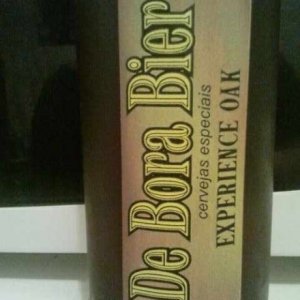 De Bora Bier
cervejas especiais
EXPERIENCE OAK